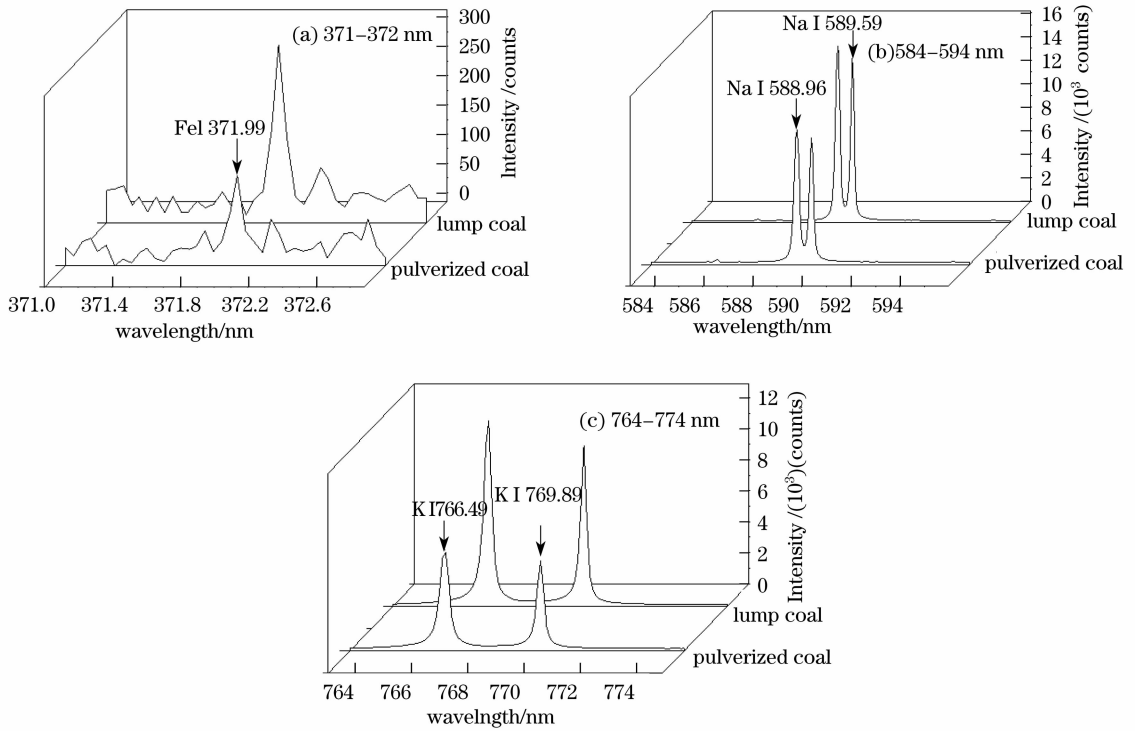 (a) 371–372 nm
FeI 371.99
300
250
200
150
100
50
0
Intensity /counts
lump coal
pulverized coal
371.0 371.4 371.8 372.2 372.6
wavelength/nm
Na I 589.59
(b)584–594 nm
Na I 588.96
16
14
12
10
8
6
4
2
0
Intensity /(10³ counts)
lump coal
pulverized coal
584 586 588 590 592 594
wavelength/nm
(c) 764–774 nm
K I766.49
K I 769.89
12
10
8
6
4
2
0
Intensity /(10³)(counts)
lump coal
pulverized coal
764 766 768 770 772 774
wavelngth/nm